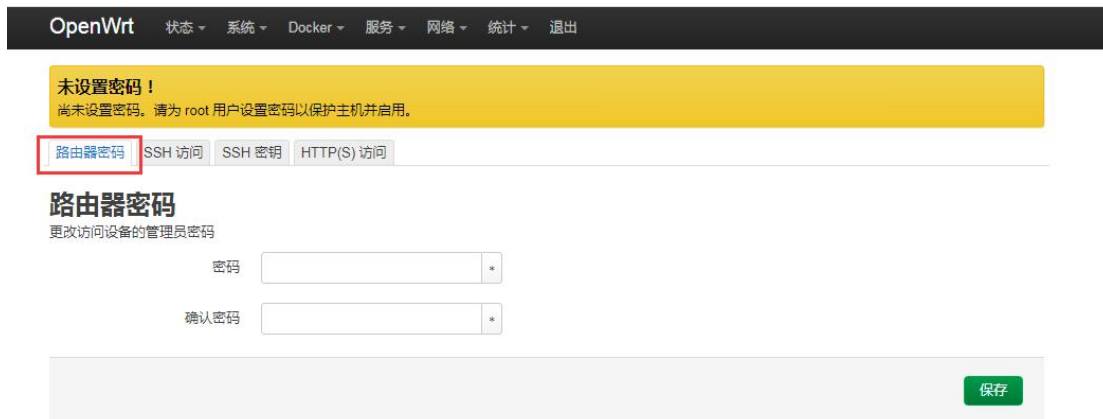 OpenWrt 状态 系统 Docker 服务 网络 统计 退出
未设置密码！
尚未设置密码。请为 root 用户设置密码以保护主机并启用。
路由器密码 SSH 访问 SSH 密钥 HTTP(S) 访问
路由器密码
更改访问设备的管理员密码
密码 *
确认密码 *
保存